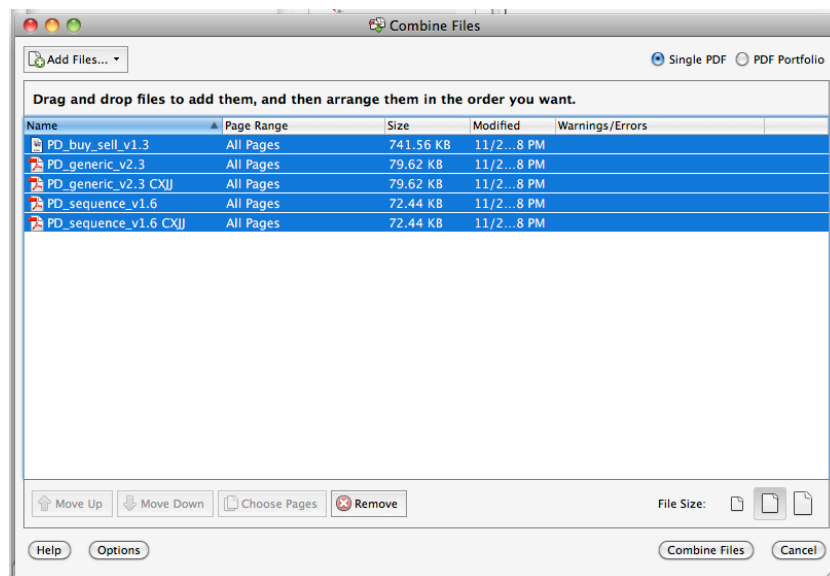 Combine Files
Add Files...
Single PDF PDF Portfolio
Drag and drop files to add them, and then arrange them in the order you want.
Name Page Range Size Modified Warnings/Errors
PD_buy_sell_v1.3 All Pages 741.56 KB 11/2...8 PM
PD_generic_v2.3 All Pages 79.62 KB 11/2...8 PM
PD_generic_v2.3 CXJJ All Pages 79.62 KB 11/2...8 PM
PD_sequence_v1.6 All Pages 72.44 KB 11/2...8 PM
PD_sequence_v1.6 CXJJ All Pages 72.44 KB 11/2...8 PM
Move Up Move Down Choose Pages Remove File Size:
Help Options Combine Files Cancel